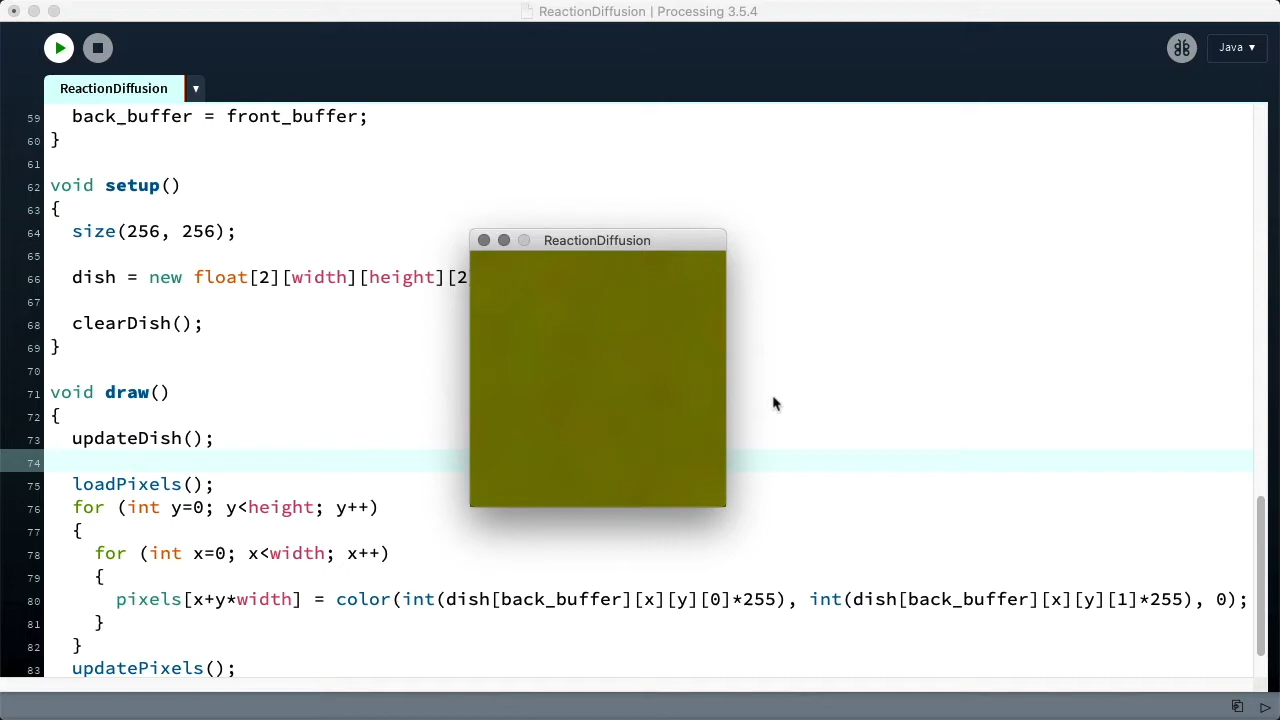 ReactionDiffusion | Processing 3.5.4
Java ▼
ReactionDiffusion ▼
59 back_buffer = front_buffer;
60 }
61
62 void setup()
63 {
64 size(256, 256);
65
66 dish = new float[2][width][height][2
67
68 clearDish();
69 }
70
71 void draw()
72 {
73 updateDish();
74
75 loadPixels();
76 for (int y=0; y<height; y++)
77 {
78 for (int x=0; x<width; x++)
79 {
80 pixels[x+y*width] = color(int(dish[back_buffer][x][y][0]*255), int(dish[back_buffer][x][y][1]*255), 0);
81 }
82 }
83 updatePixels();
ReactionDiffusion